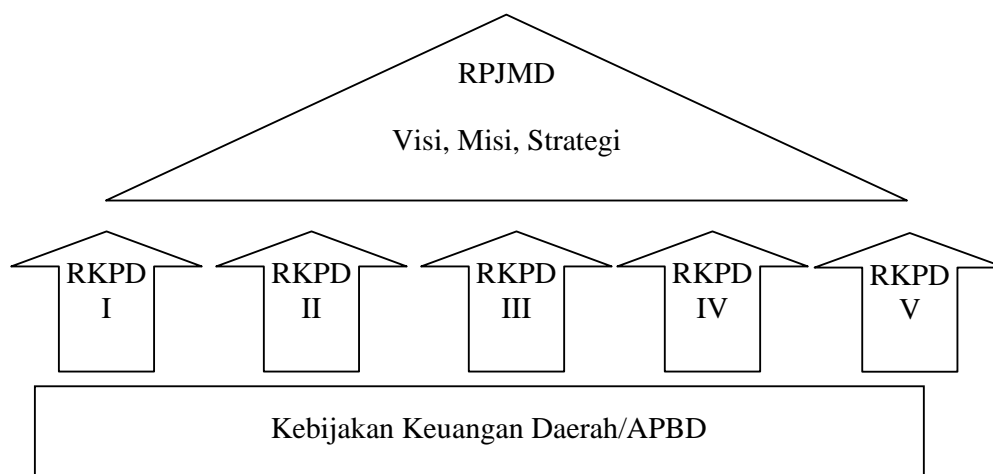 RPJMD
Visi, Misi, Strategi
RKPD
I
RKPD
II
RKPD
III
RKPD
IV
RKPD
V
Kebijakan Keuangan Daerah/APBD